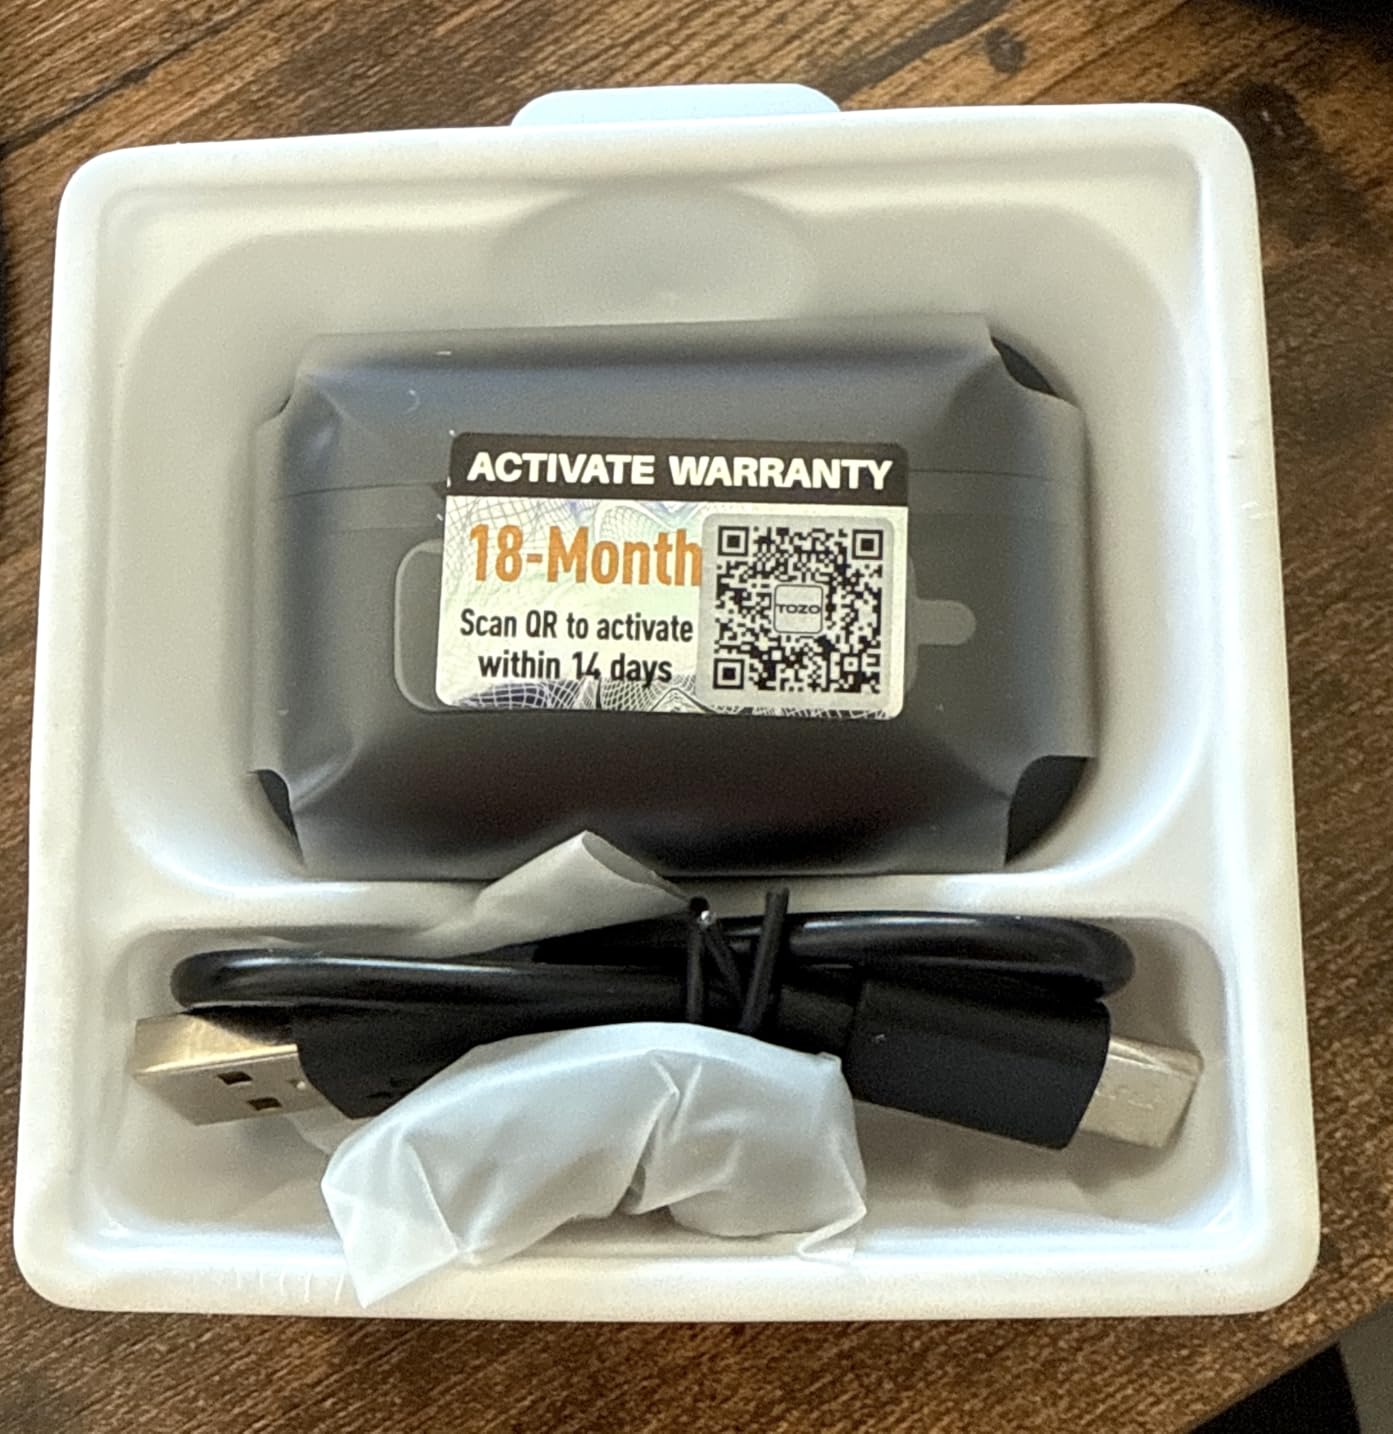 ACTIVATE WARRANTY
18-Month
Scan QR to activate
within 14 days
TOZO